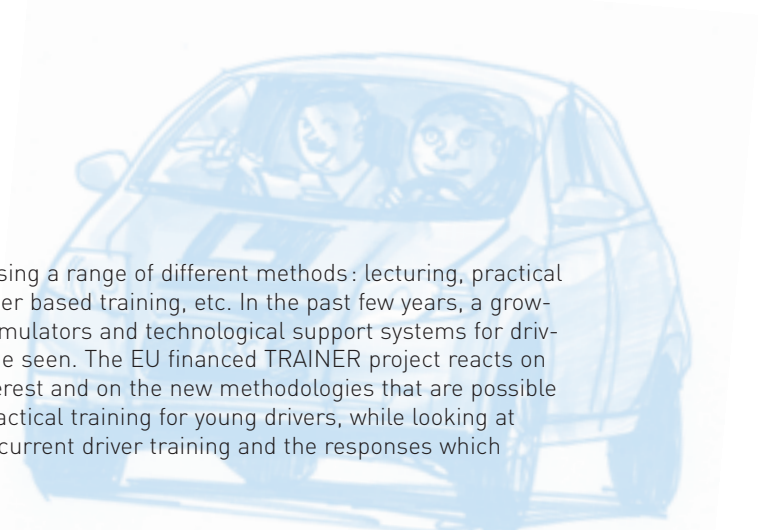 sing a range of different methods: lecturing, practical
er based training, etc. In the past few years, a grow-
mulators and technological support systems for driv-
e seen. The EU financed TRAINER project reacts on
erest and on the new methodologies that are possible
actical training for young drivers, while looking at
current driver training and the responses which
L